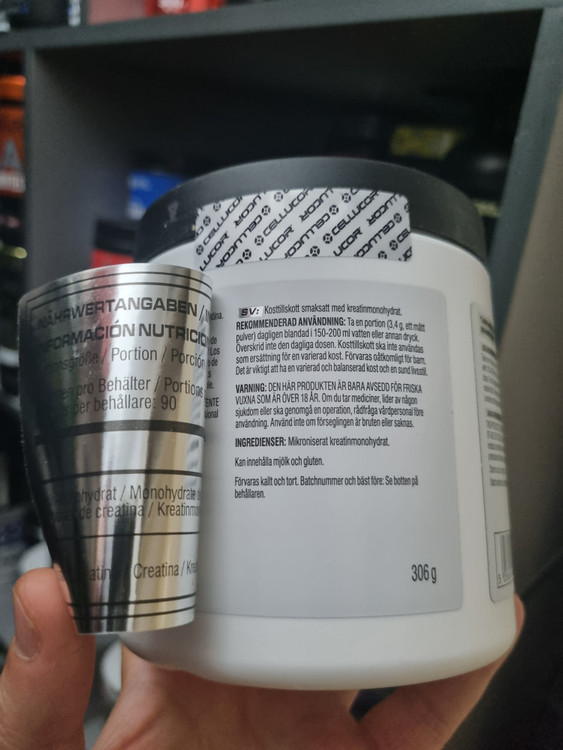 CELLUCOR CELLUCOR CELLUCOR
NÄHRWERTANGABEN /
FORMACIÓN NUTRICIO
/ Portion / Porción
pro Behälter / Portione
per behållare: 90
hydrat / Monohydrate
de creatina / Kreatinmo
Creatina / Kre
SV: Kosttillskott smaksatt med kreatinmonohydrat.
REKOMMENDERAD ANVÄNDNING: Ta en portion (3,4 g, ett mått
pulver) dagligen blandad i 150-200 ml vatten eller annan dryck.
Överskrid inte den dagliga dosen. Kosttillskott ska inte användas
som ersättning för en varierad kost. Förvaras oåtkomligt för barn.
Det är viktigt att ha en varierad och balanserad kost och en sund livsstil.
VARNING: DEN HÄR PRODUKTEN ÄR BARA AVSEDD FÖR FRISKA
VUXNA SOM ÄR ÖVER 18 ÅR. Om du tar mediciner, lider av någon
sjukdom eller ska genomgå en operation, rådfråga vårdpersonal före
användning. Använd inte om förseglingen är bruten eller saknas.
INGREDIENSER: Mikroniserat kreatinmonohydrat.
Kan innehålla mjölk och gluten.
Förvaras kallt och torrt. Batchnummer och bäst före: Se botten på
behållaren.
306 g